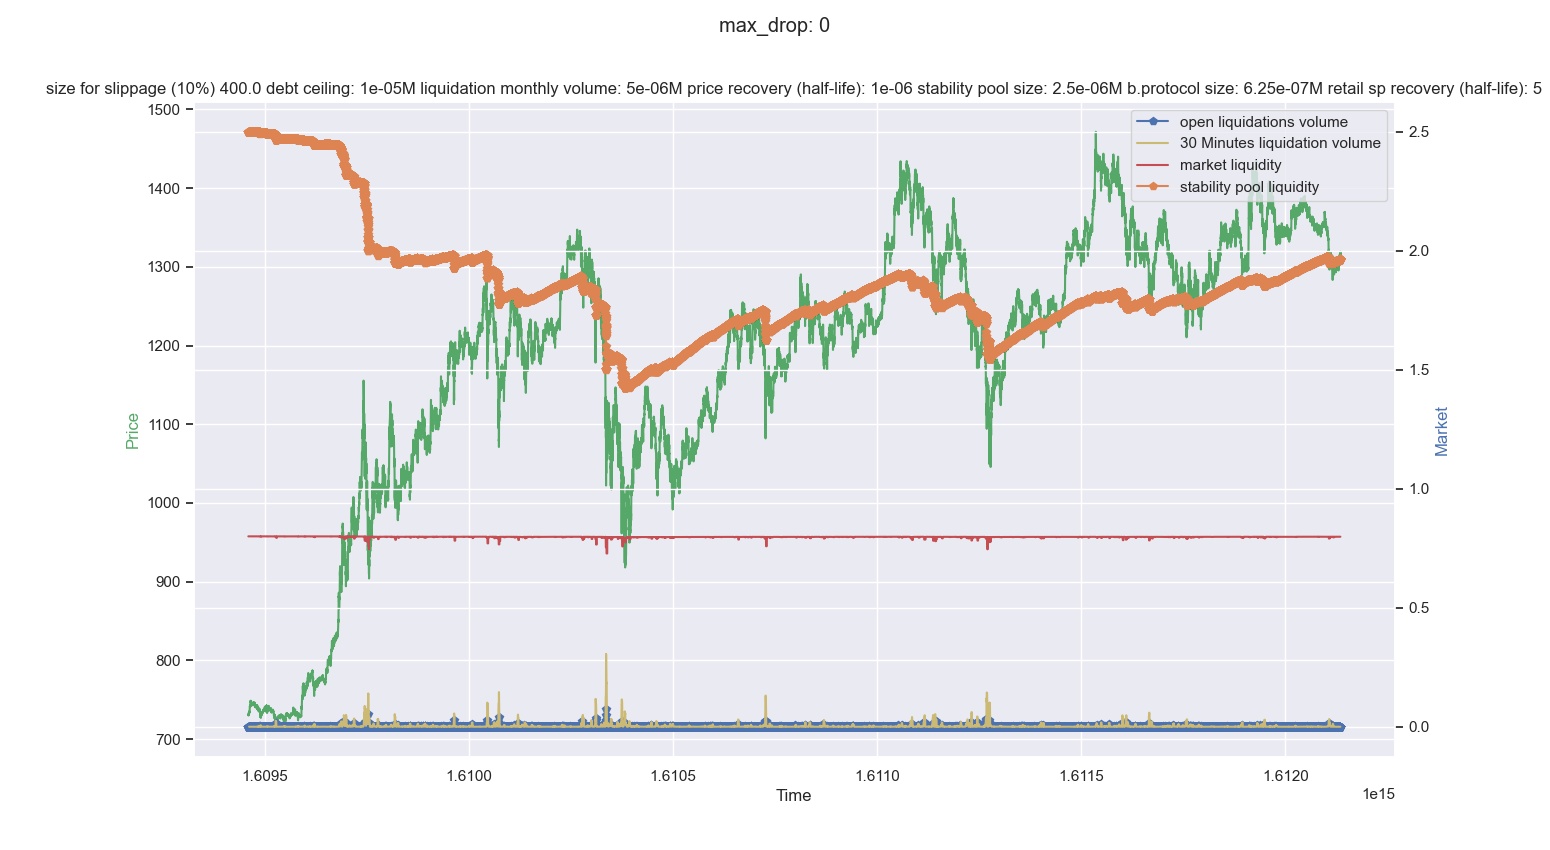 max_drop: 0
size for slippage (10%) 400.0 debt ceiling: 1e-05M liquidation monthly volume: 5e-06M price recovery (half-life): 1e-06 stability pool size: 2.5e-06M b.protocol size: 6.25e-07M retail sp recovery (half-life): 5
1500
1400
1300
1200
1100
1000
900
800
700
Price
open liquidations volume
30 Minutes liquidation volume
market liquidity
stability pool liquidity
2.5
2.0
1.5
1.0
0.5
0.0
Market
1.6095
1.6100
1.6105
1.6110
1.6115
1.6120
Time
1e15